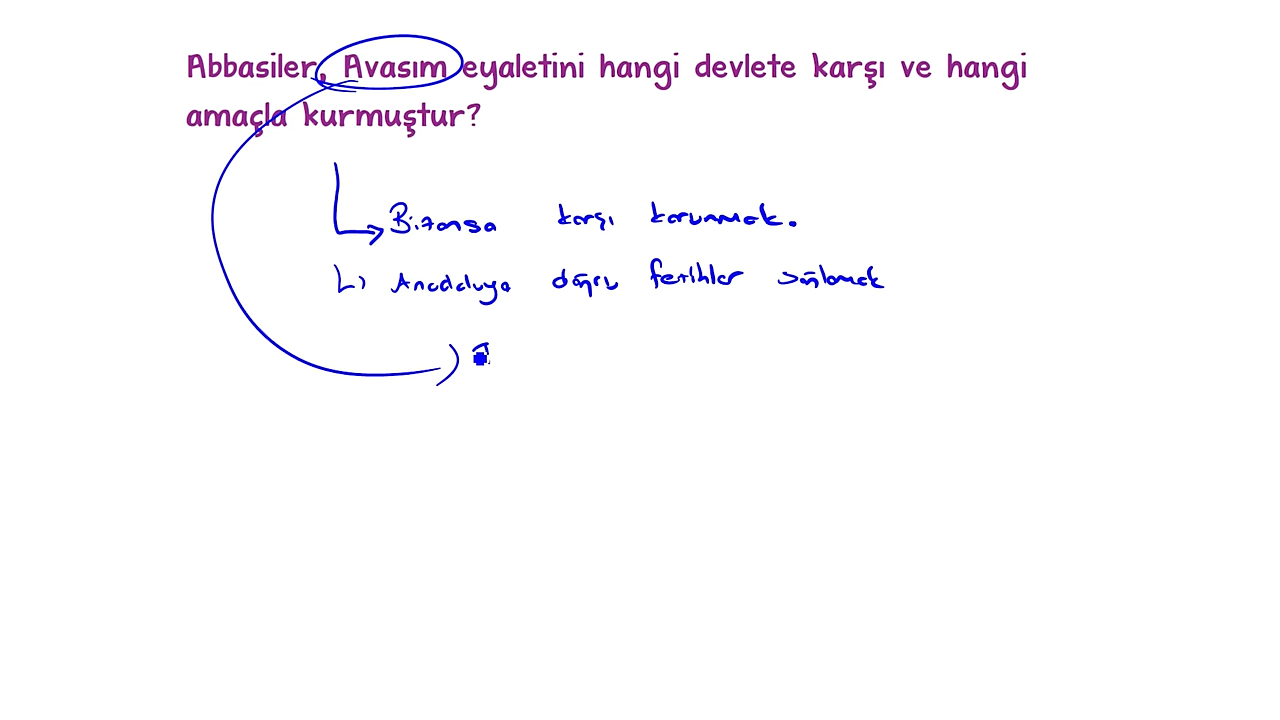 Abbasiler, Avasım eyaletini hangi devlete karşı ve hangi
amaçla kurmuştur?
Bizansa karşı korunmak.
Anadoluya doğru fetihler sağlamak